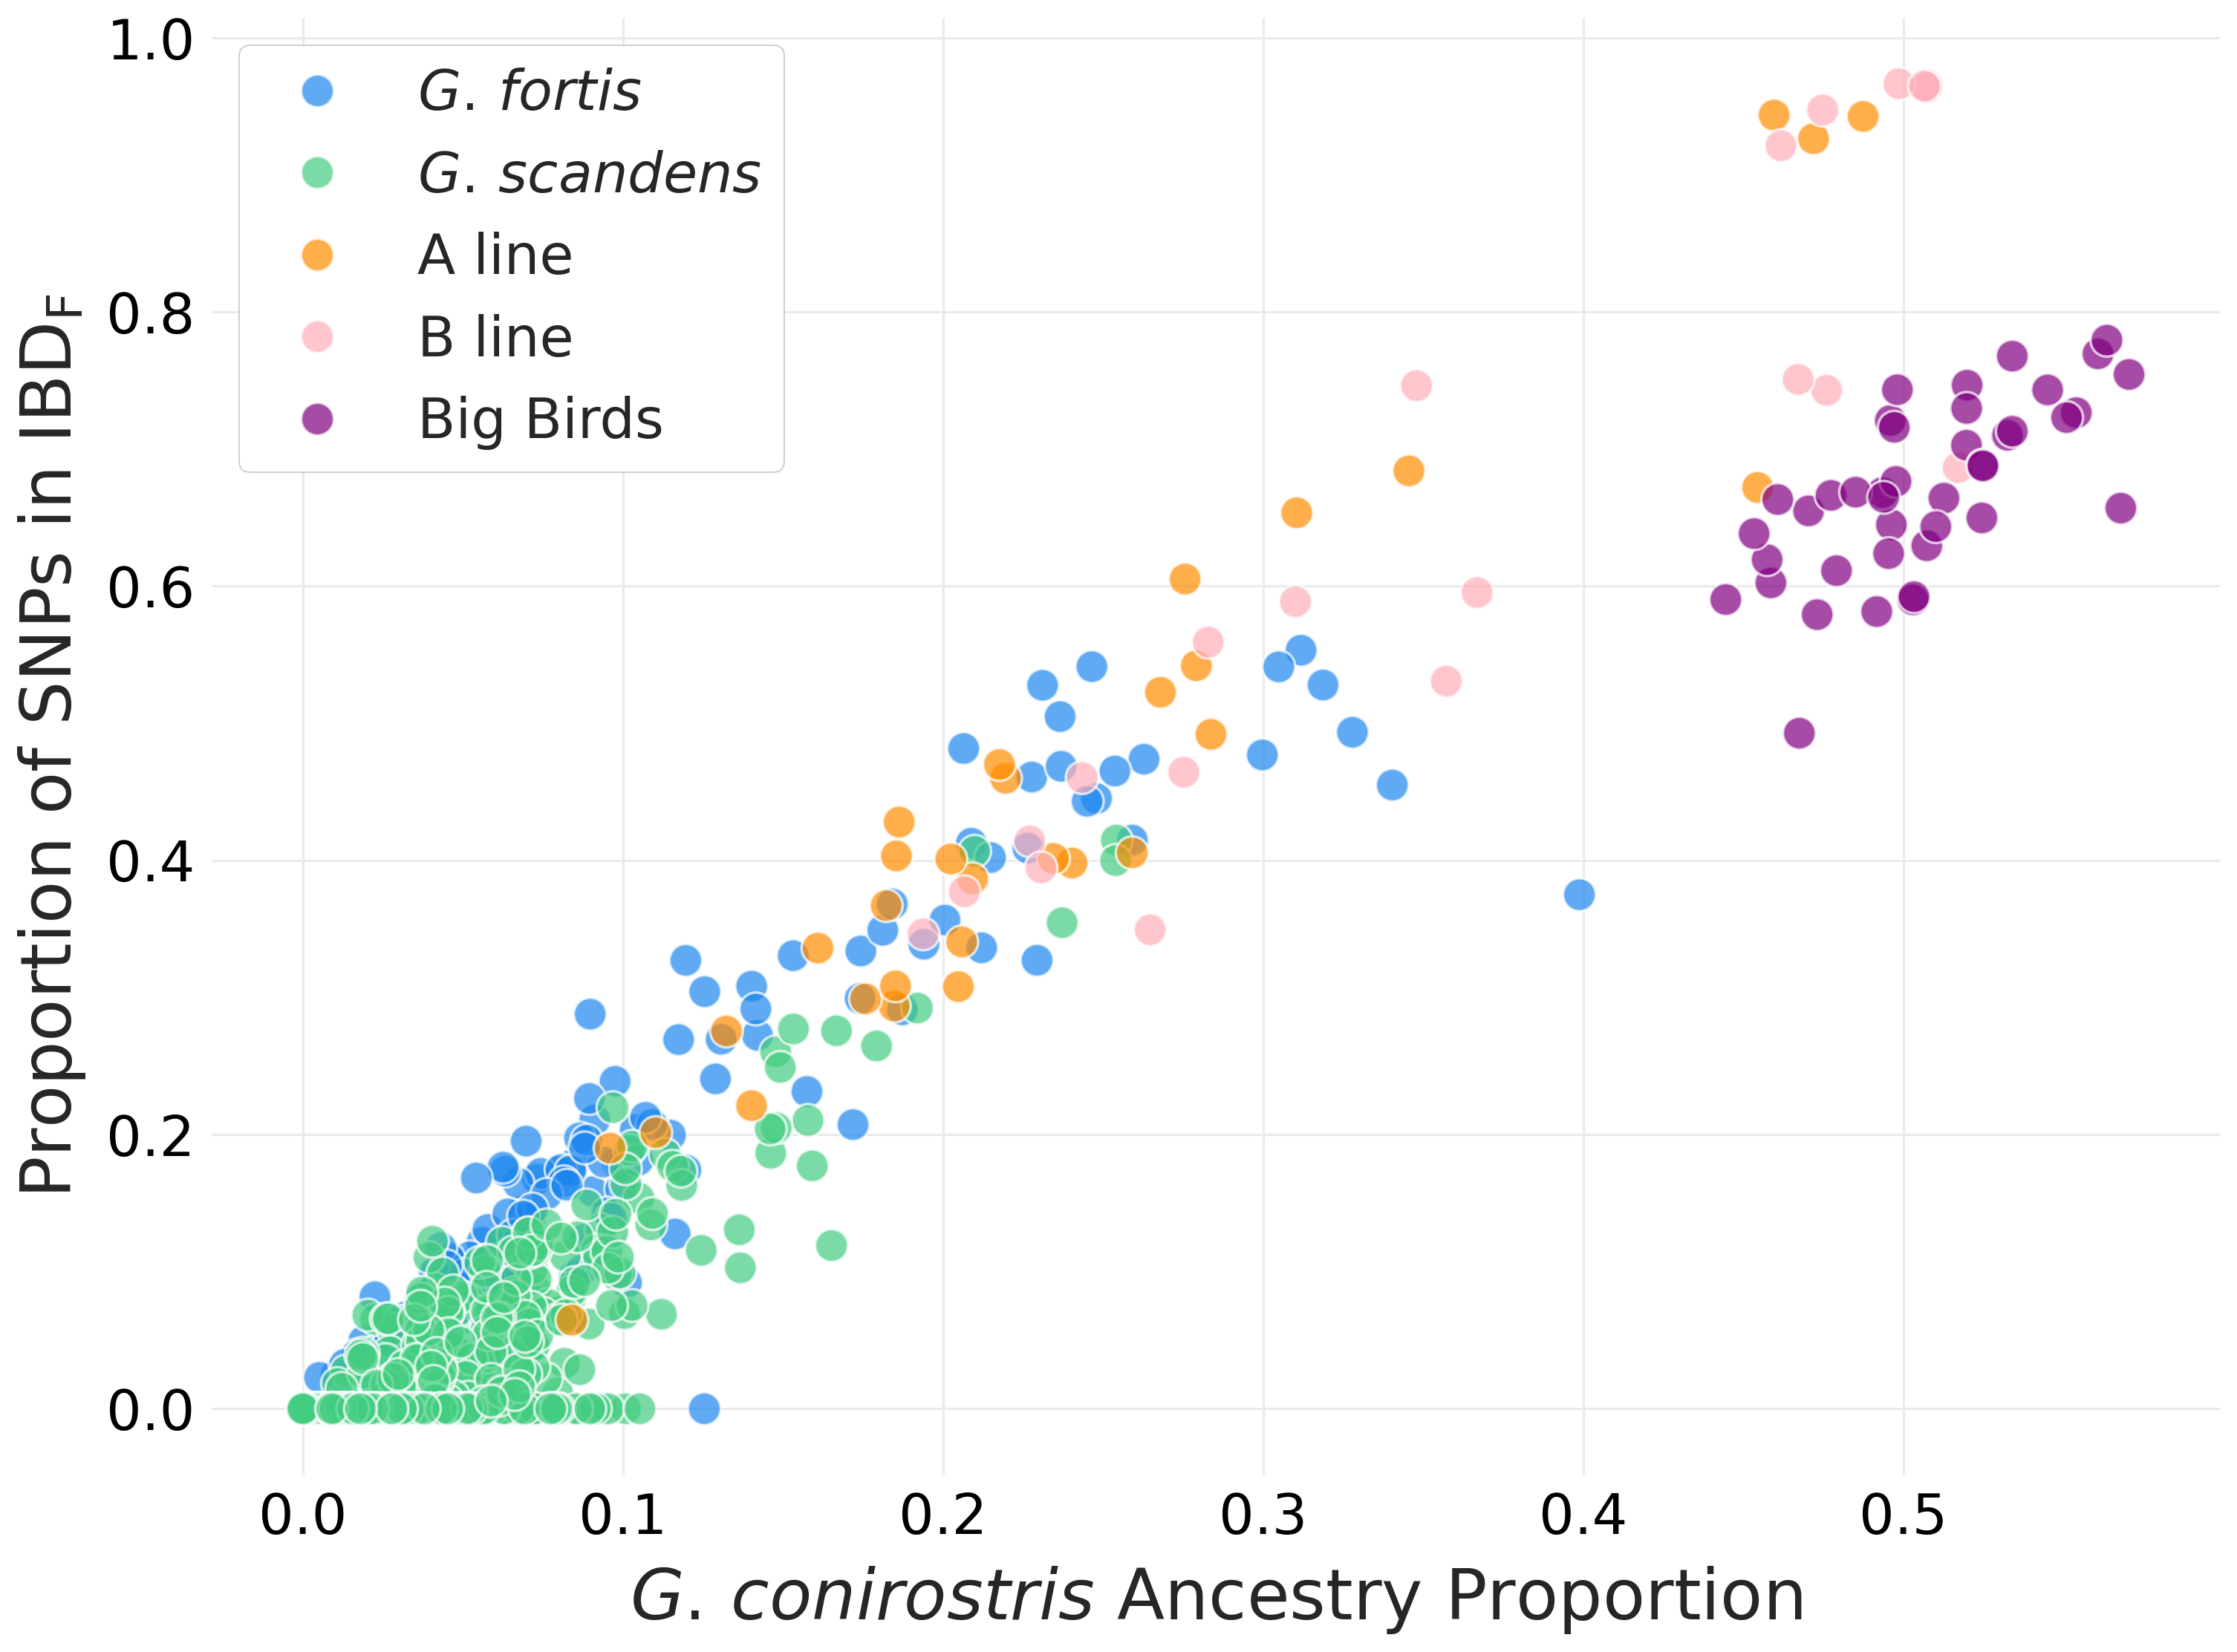 Proportion of SNPs in IBD_F
1.0
0.8
0.6
0.4
0.2
0.0
G. fortis
G. scandens
A line
B line
Big Birds
0.0 0.1 0.2 0.3 0.4 0.5
G. conirostris Ancestry Proportion